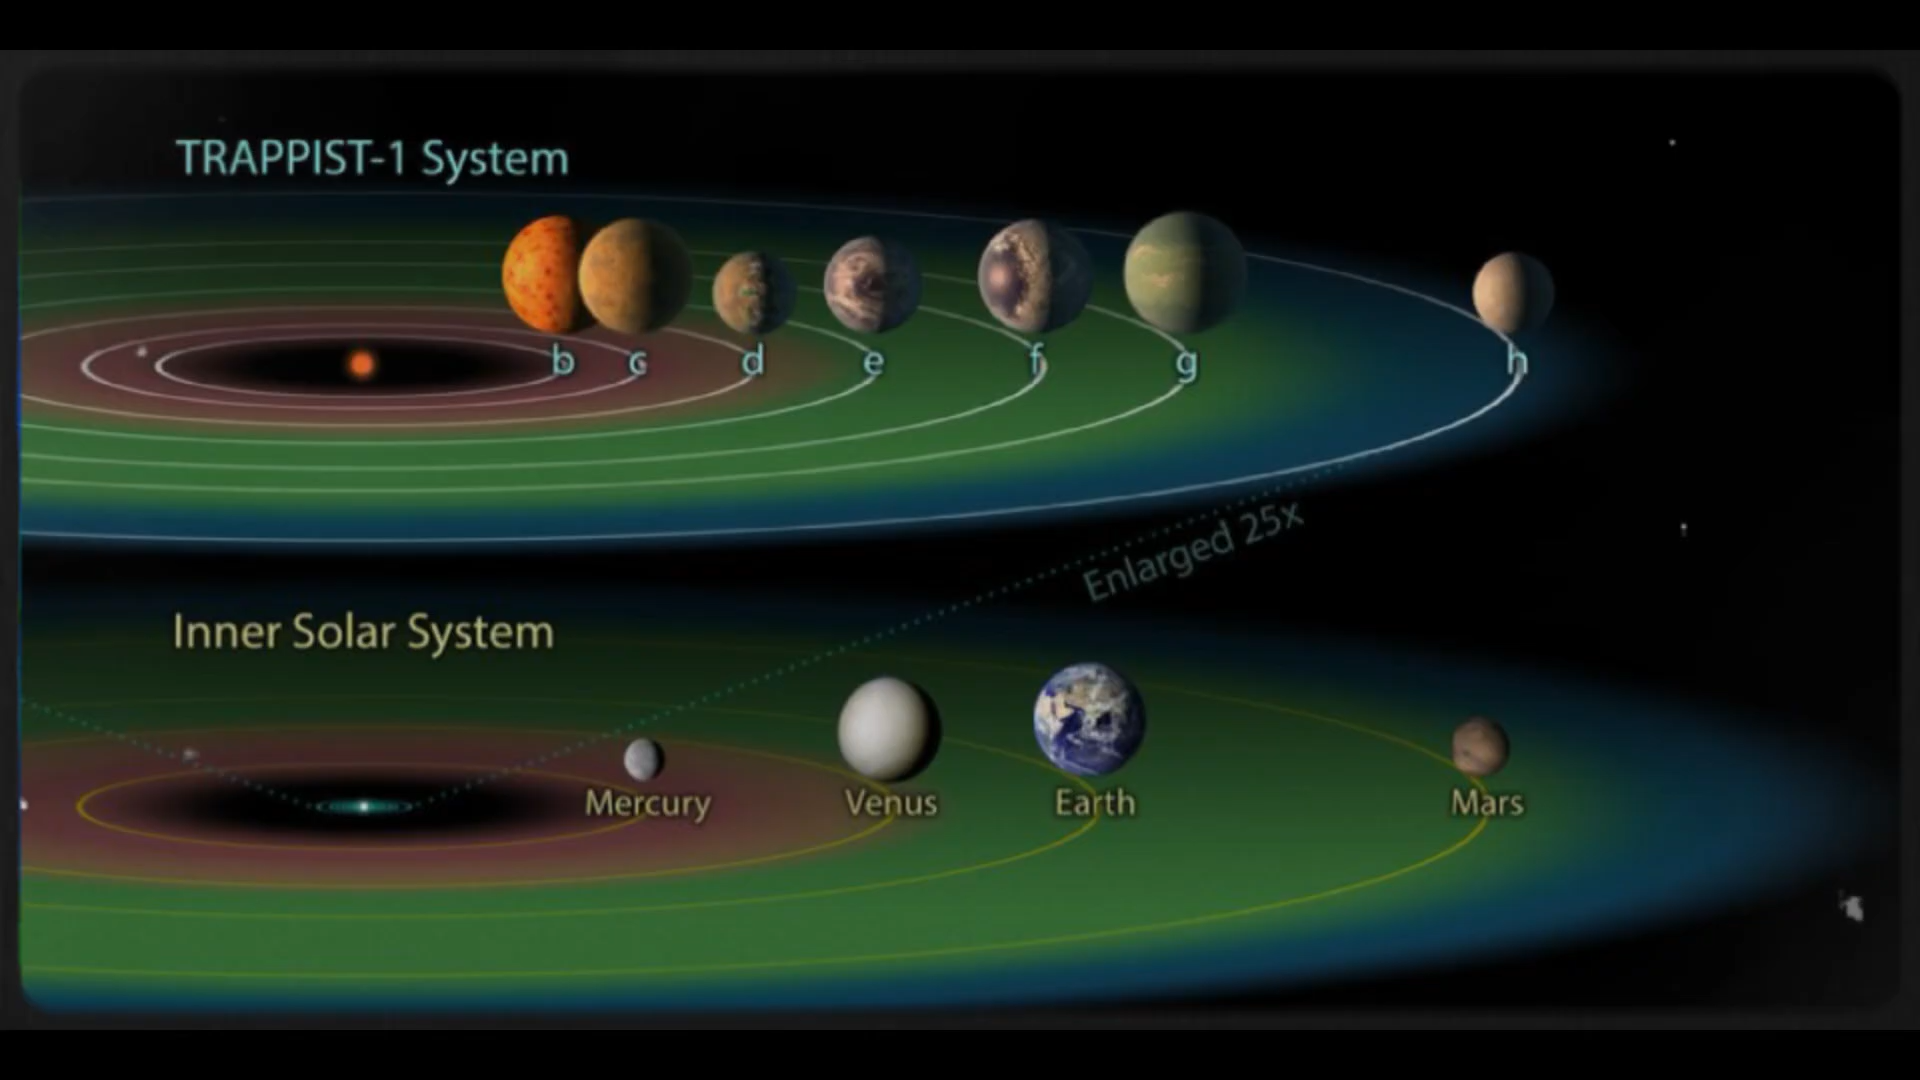 TRAPPIST-1 System
b c d e f g h
Enlarged 25x
Inner Solar System
Mercury Venus Earth Mars